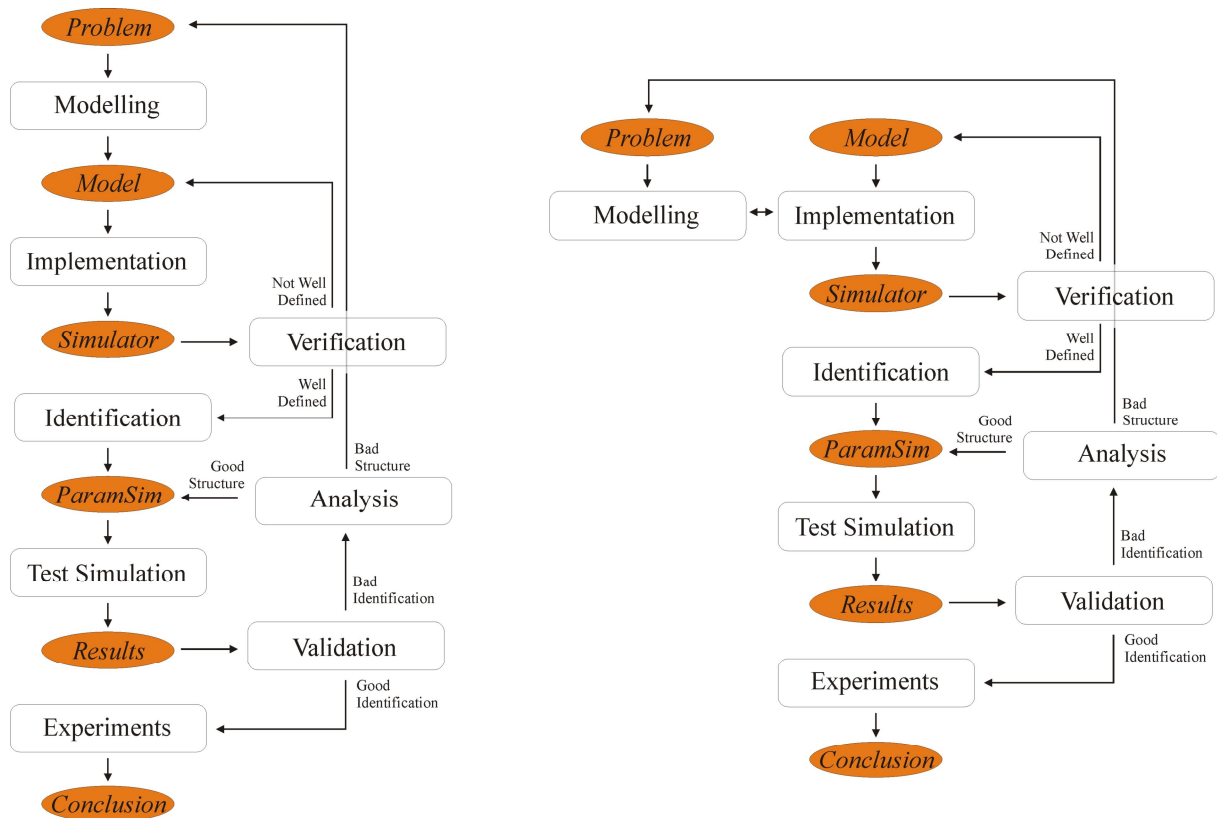 Problem
Modelling
Model
Implementation
Not Well
Defined
Simulator
Verification
Well
Defined
Identification
Bad
Structure
Good
Structure
ParamSim
Analysis
Test Simulation
Bad
Identification
Results
Validation
Good
Identification
Experiments
Conclusion
Problem
Model
Modelling
Implementation
Not Well
Defined
Simulator
Verification
Well
Defined
Identification
Bad
Structure
Good
Structure
ParamSim
Analysis
Test Simulation
Bad
Identification
Results
Validation
Good
Identification
Experiments
Conclusion